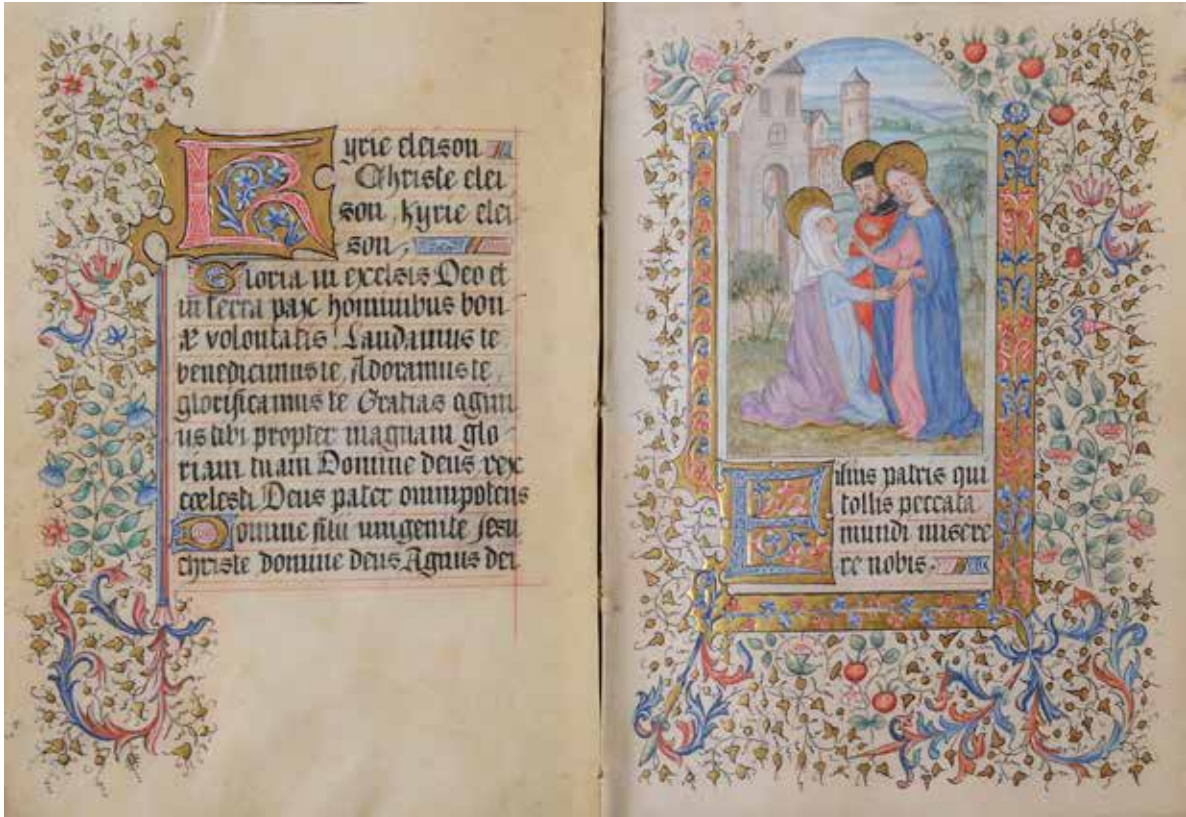 Kyrie eleison
Christe elei
son, kyrie elei
son,
Gloria in excelsis Deo et
in terra pax hominibus bon
æ volontatis! Laudamus te
benedicimus te, Adoramus te,
glorificamus te Gratias agim
us tibi propter magnam glo
riam tuam Domine deus rex
cœlesti, Deus pater omnipotens
Domine fili unigenite Jesu
christe domine deus Agnus dei
Filius patris qui
tollis peccata
mundi misere
re nobis.